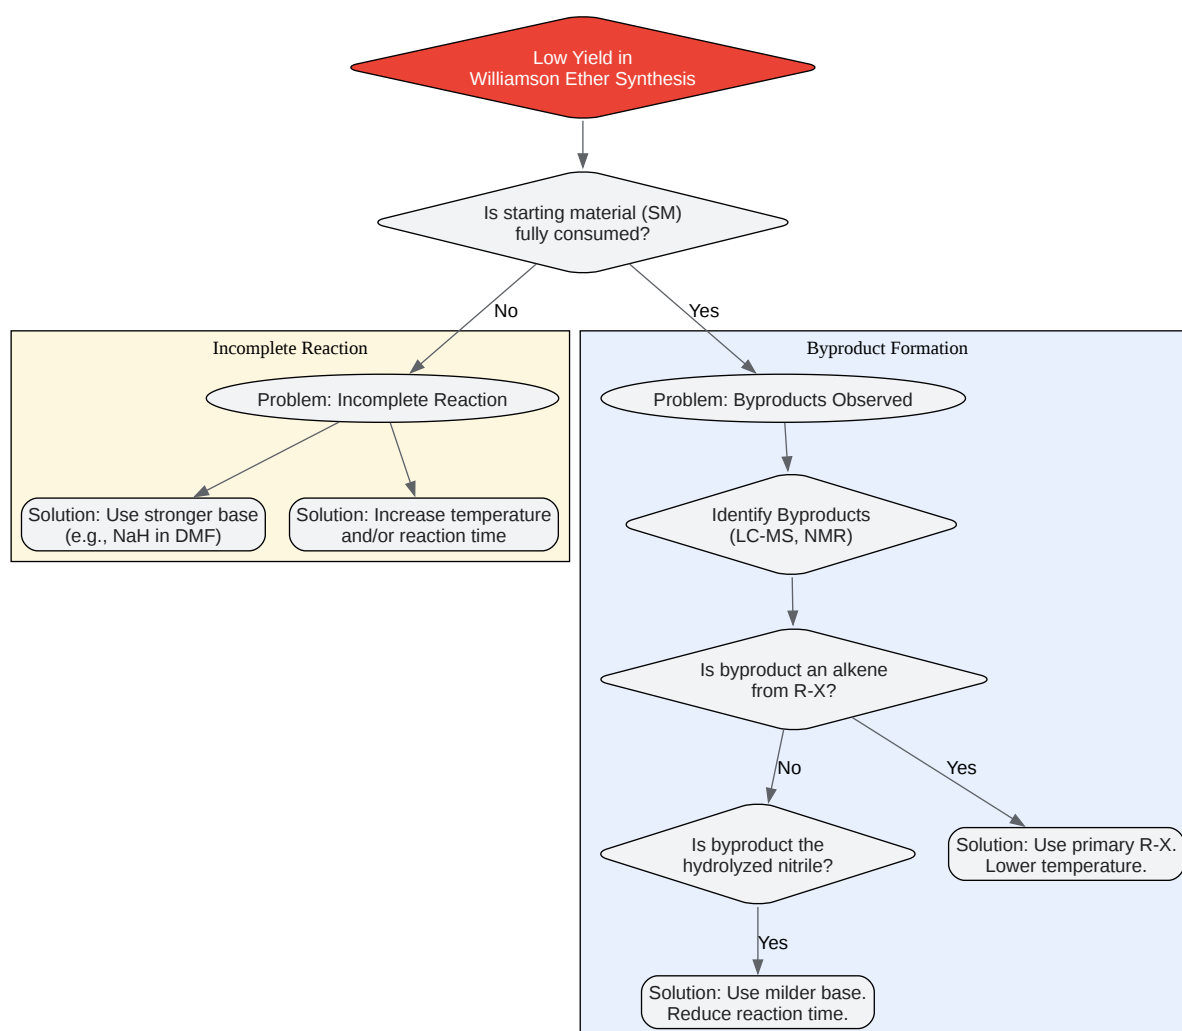 Low Yield in
Williamson Ether Synthesis
Is starting material (SM)
fully consumed?
No
Yes
Incomplete Reaction
Byproduct Formation
Problem: Incomplete Reaction
Problem: Byproducts Observed
Solution: Use stronger base
(e.g., NaH in DMF)
Solution: Increase temperature
and/or reaction time
Identify Byproducts
(LC-MS, NMR)
Is byproduct an alkene
from R-X?
No
Yes
Is byproduct the
hydrolyzed nitrile?
Solution: Use primary R-X.
Lower temperature.
Yes
Solution: Use milder base.
Reduce reaction time.